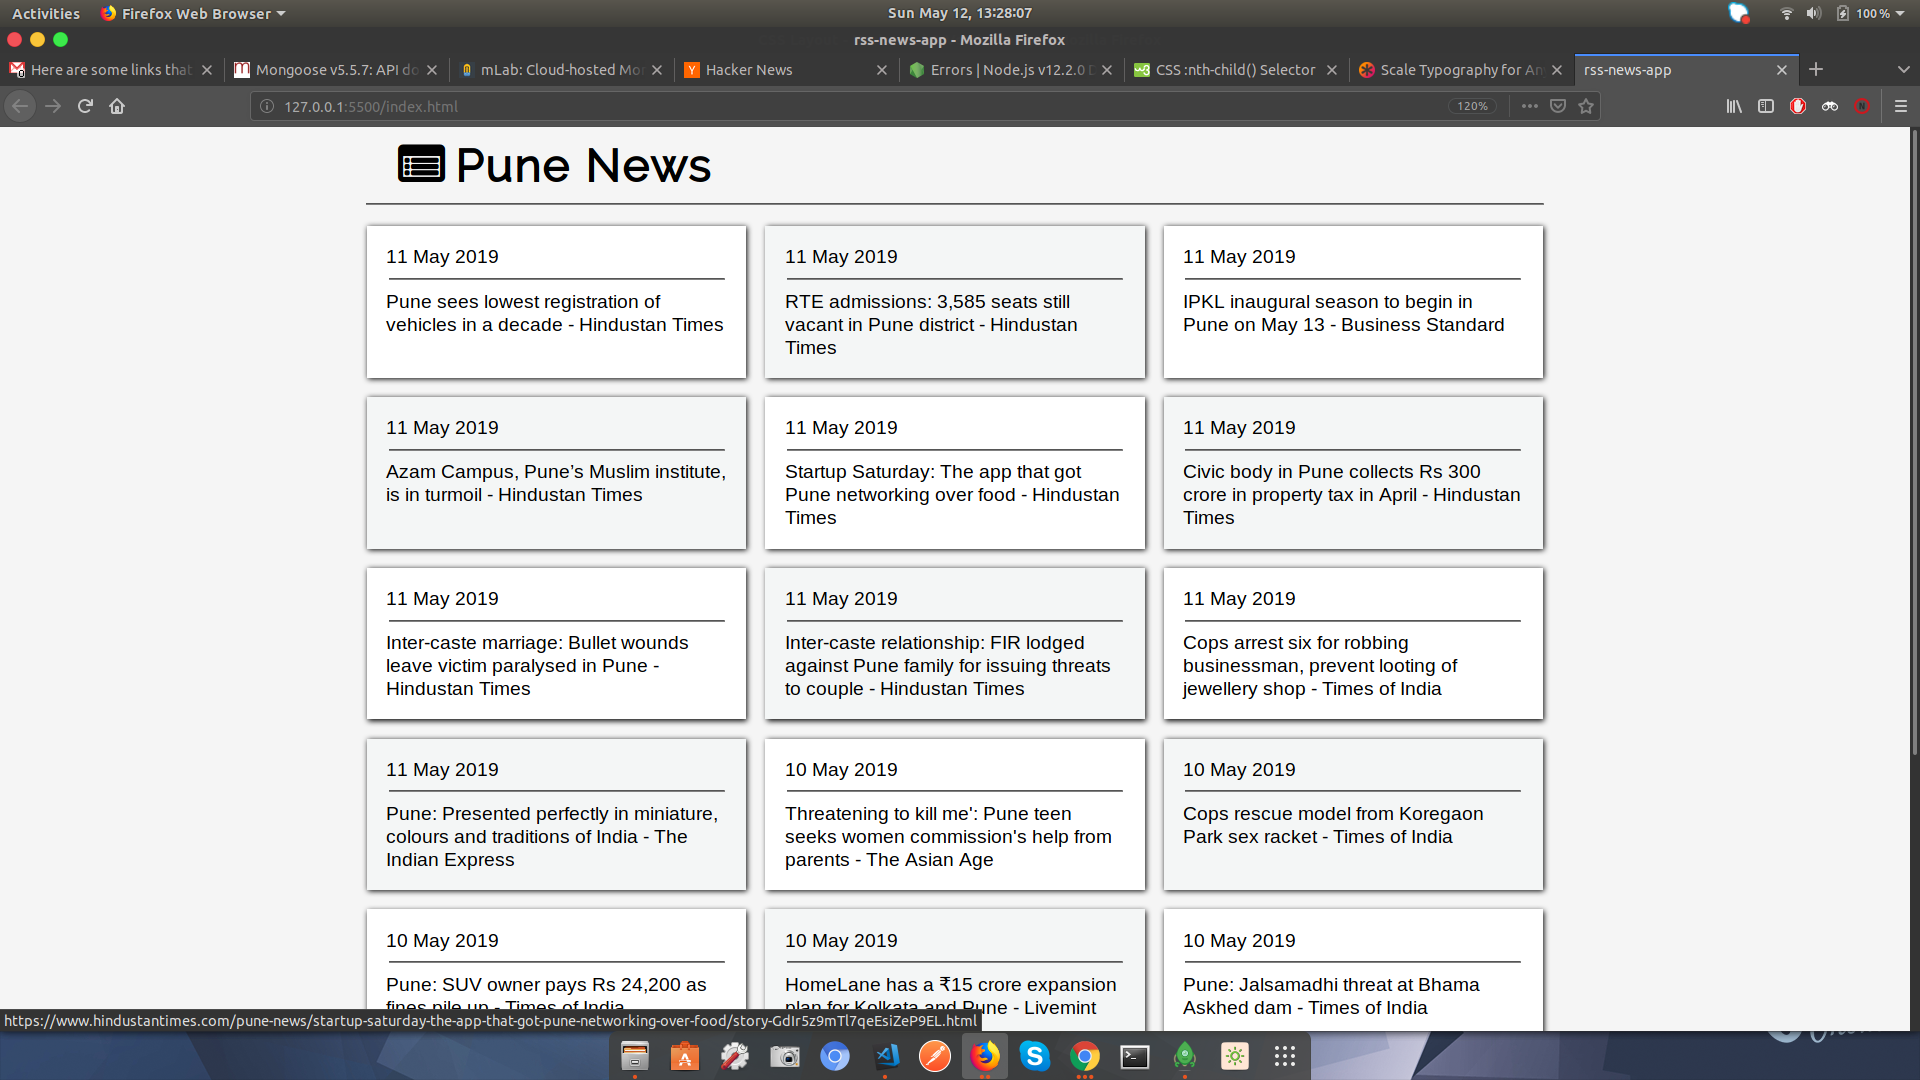 Activities
Firefox Web Browser
Sun May 12, 13:28:07
100 %
rss-news-app - Mozilla Firefox
Here are some links that
Mongoose v5.5.7: API do
mLab: Cloud-hosted Mo
Hacker News
Errors | Node.js v12.2.0 D
CSS :nth-child() Selector
Scale Typography for An
rss-news-app
127.0.0.1:5500/index.html
120%
Pune News
11 May 2019
Pune sees lowest registration of
vehicles in a decade - Hindustan Times
11 May 2019
RTE admissions: 3,585 seats still
vacant in Pune district - Hindustan
Times
11 May 2019
IPKL inaugural season to begin in
Pune on May 13 - Business Standard
11 May 2019
Azam Campus, Pune’s Muslim institute,
is in turmoil - Hindustan Times
11 May 2019
Startup Saturday: The app that got
Pune networking over food - Hindustan
Times
11 May 2019
Civic body in Pune collects Rs 300
crore in property tax in April - Hindustan
Times
11 May 2019
Inter-caste marriage: Bullet wounds
leave victim paralysed in Pune -
Hindustan Times
11 May 2019
Inter-caste relationship: FIR lodged
against Pune family for issuing threats
to couple - Hindustan Times
11 May 2019
Cops arrest six for robbing
businessman, prevent looting of
jewellery shop - Times of India
11 May 2019
Pune: Presented perfectly in miniature,
colours and traditions of India - The
Indian Express
10 May 2019
Threatening to kill me': Pune teen
seeks women commission's help from
parents - The Asian Age
10 May 2019
Cops rescue model from Koregaon
Park sex racket - Times of India
10 May 2019
Pune: SUV owner pays Rs 24,200 as
fines pile up - Times of India
10 May 2019
HomeLane has a ₹15 crore expansion
plan for Kolkata and Pune - Livemint
10 May 2019
Pune: Jalsamadhi threat at Bhama
Askhed dam - Times of India
https://www.hindustantimes.com/pune-news/startup-saturday-the-app-that-got-pune-networking-over-food/story-GdIr5z9mTl7qeEsiZeP9EL.html